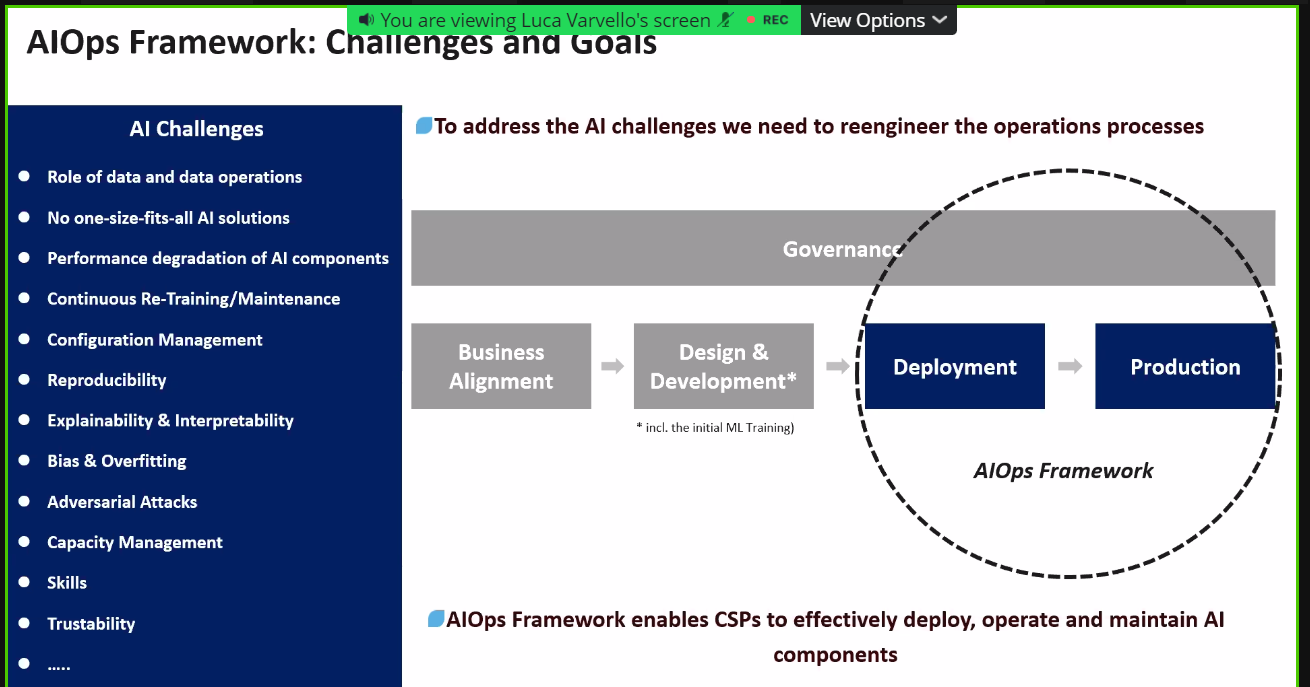 You are viewing Luca Varvello's screen
REC
View Options
AIOps Framework: Challenges and Goals
AI Challenges
Role of data and data operations
No one-size-fits-all AI solutions
Performance degradation of AI components
Continuous Re-Training/Maintenance
Configuration Management
Reproducibility
Explainability & Interpretability
Bias & Overfitting
Adversarial Attacks
Capacity Management
Skills
Trustability
.....
To address the AI challenges we need to reengineer the operations processes
Governance
Business
Alignment
Design &
Development*
* incl. the initial ML Training)
Deployment
Production
AIOps Framework
AIOps Framework enables CSPs to effectively deploy, operate and maintain AI
components